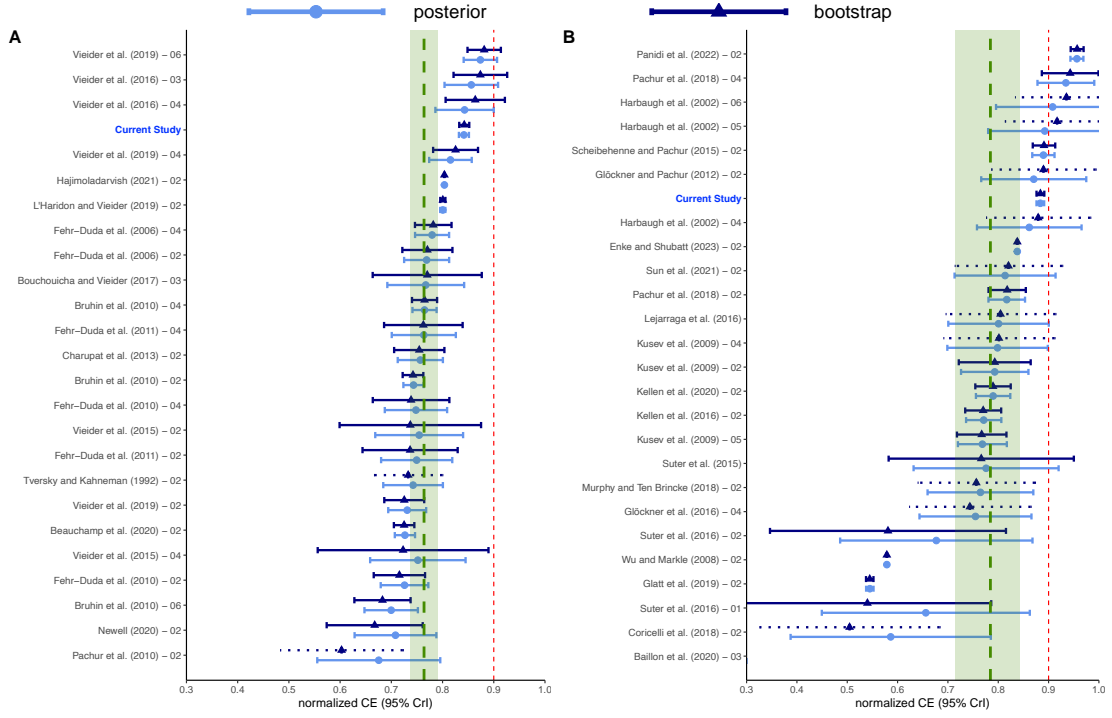 posterior
bootstrap
A
Vieider et al. (2019) – 06
Vieider et al. (2016) – 03
Vieider et al. (2016) – 04
Current Study
Vieider et al. (2019) – 04
Hajimoladarvish (2021) – 02
L'Haridon and Vieider (2019) – 02
Fehr–Duda et al. (2006) – 04
Fehr–Duda et al. (2006) – 02
Bouchouicha and Vieider (2017) – 03
Bruhin et al. (2010) – 04
Fehr–Duda et al. (2011) – 04
Charupat et al. (2013) – 02
Bruhin et al. (2010) – 02
Fehr–Duda et al. (2010) – 04
Vieider et al. (2015) – 02
Fehr–Duda et al. (2011) – 02
Tversky and Kahneman (1992) – 02
Vieider et al. (2019) – 02
Beauchamp et al. (2020) – 02
Vieider et al. (2015) – 04
Fehr–Duda et al. (2010) – 02
Bruhin et al. (2010) – 06
Newell (2020) – 02
Pachur et al. (2010) – 02
0.3 0.4 0.5 0.6 0.7 0.8 0.9 1.0
normalized CE (95% CrI)
B
Panidi et al. (2022) – 02
Pachur et al. (2018) – 04
Harbaugh et al. (2002) – 06
Harbaugh et al. (2002) – 05
Scheibehenne and Pachur (2015) – 02
Glöckner and Pachur (2012) – 02
Current Study
Harbaugh et al. (2002) – 04
Enke and Shubatt (2023) – 02
Sun et al. (2021) – 02
Pachur et al. (2018) – 02
Lejarraga et al. (2016)
Kusev et al. (2009) – 04
Kusev et al. (2009) – 02
Kellen et al. (2020) – 02
Kellen et al. (2016) – 02
Kusev et al. (2009) – 05
Suter et al. (2015)
Murphy and Ten Brincke (2018) – 02
Glöckner et al. (2016) – 04
Suter et al. (2016) – 02
Wu and Markle (2008) – 02
Glatt et al. (2019) – 02
Suter et al. (2016) – 01
Coricelli et al. (2018) – 02
Baillon et al. (2020) – 03
0.3 0.4 0.5 0.6 0.7 0.8 0.9 1.0
normalized CE (95% CrI)